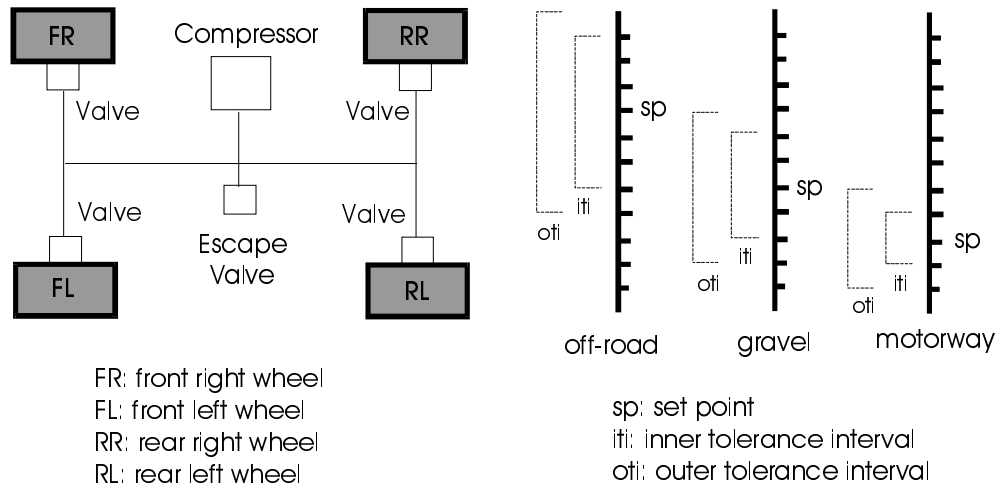 FR
Compressor
RR
Valve
Valve
Valve
Valve
Escape
Valve
FL
RL
FR: front right wheel
FL: front left wheel
RR: rear right wheel
RL: rear left wheel
sp
iti
oti
off-road
sp
iti
oti
gravel
sp
iti
oti
motorway
sp: set point
iti: inner tolerance interval
oti: outer tolerance interval